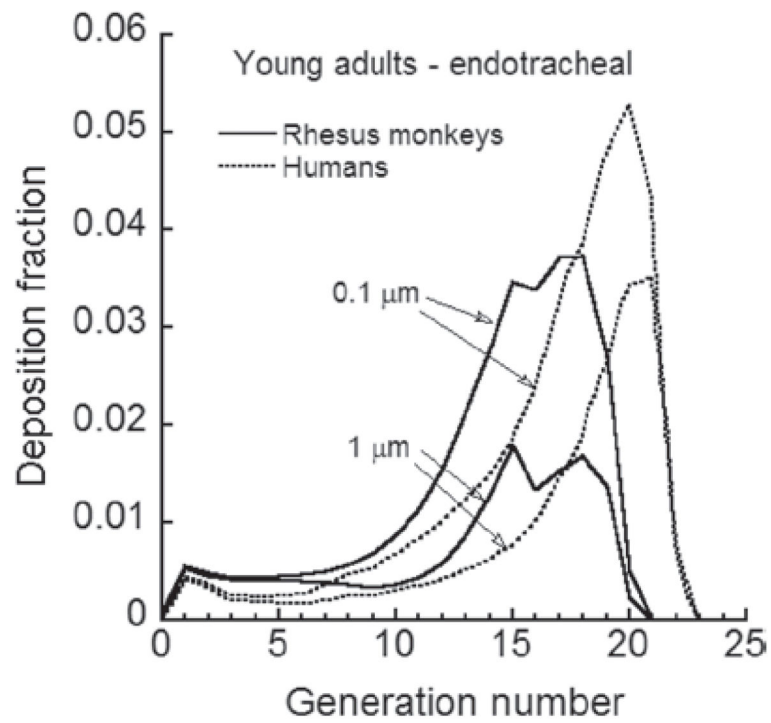 0.06
Young adults - endotracheal
0.05
Rhesus monkeys
Humans
0.04
0.1 μm
0.03
0.02
1 μm
0.01
0
Deposition fraction
0 5 10 15 20 25
Generation number